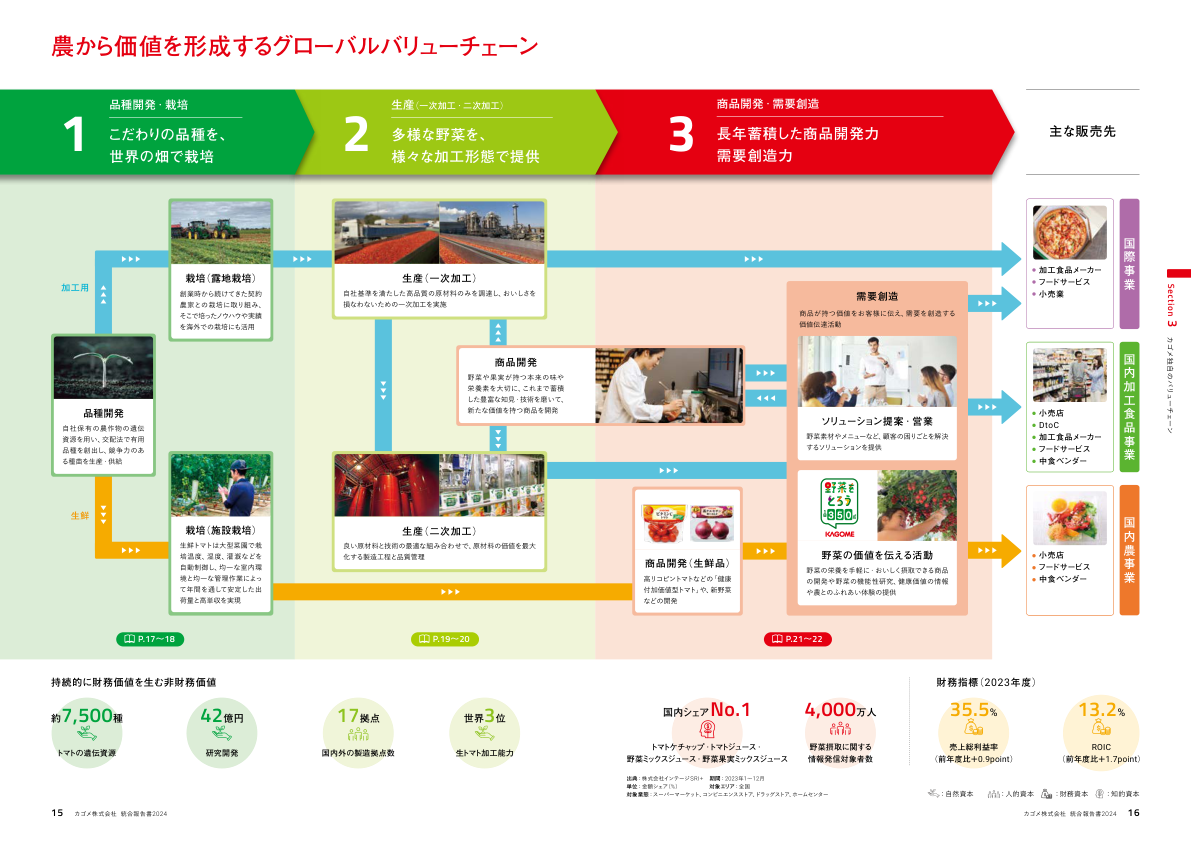 農から価値を形成するグローバルバリューチェーン
1
品種開発・栽培
こだわりの品種を、
世界の畑で栽培
2
生産（一次加工・二次加工）
多様な野菜を、
様々な加工形態で提供
3
商品開発・需要創造
長年蓄積した商品開発力
需要創造力
主な販売先
加工用
生鮮
品種開発
自社保有の農作物の遺伝
資源を用い、交配法で有用
品種を創出し、競争力のあ
る種苗を生産・供給
栽培（露地栽培）
創業時から続けてきた契約
農家との栽培に取り組み、
そこで培ったノウハウや実績
を海外での栽培にも活用
栽培（施設栽培）
生鮮トマトは大型菜園で栽
培温度、湿度、灌漑などを
自動制御し、均一な室内環
境と均一な管理作業によっ
て年間を通して安定した出
荷量と高単収を実現
生産（一次加工）
自社基準を満たした高品質の原材料のみを調達し、おいしさを
損なわないための一次加工を実施
商品開発
野菜や果実が持つ本来の味や
栄養素を大切に、これまで蓄積
した豊富な知見・技術を磨いて、
新たな価値を持つ商品を開発
生産（二次加工）
良い原材料と技術の最適な組み合わせで、原材料の価値を最大
化する製造工程と品質管理
商品開発（生鮮品）
高リコピントマトなどの「健康
付加価値型トマト」や、新野菜
などの開発
需要創造
商品が持つ価値をお客様に伝え、需要を創造する
価値伝達活動
ソリューション提案・営業
野菜素材やメニューなど、顧客の困りごとを解決
するソリューションを提供
野菜を
とろう
350
KAGOME
野菜の価値を伝える活動
野菜の栄養を手軽に・おいしく摂取できる商品
の開発や野菜の機能性研究、健康価値の情報
や農とのふれあい体験の提供
加工食品メーカー
フードサービス
小売業
国際事業
小売店
DtoC
加工食品メーカー
フードサービス
中食ベンダー
国内加工食品事業
小売店
フードサービス
中食ベンダー
国内農事業
Section 3
カゴメ独自のバリューチェーン
P.17〜18
P.19〜20
P.21〜22
持続的に財務価値を生む非財務価値
約7,500種
トマトの遺伝資源
42億円
研究開発
17拠点
国内外の製造拠点数
世界3位
生トマト加工能力
国内シェアNo.1
トマトケチャップ・トマトジュース・
野菜ミックスジュース・野菜果実ミックスジュース
4,000万人
野菜摂取に関する
情報発信対象者数
出典：株式会社インテージSRI+　期間：2023年1ー12月
単位：金額シェア（%）　対象エリア：全国
対象業態：スーパーマーケット、コンビニエンスストア、ドラッグストア、ホームセンター
財務指標（2023年度）
35.5%
売上総利益率
（前年度比+0.9point）
13.2%
ROIC
（前年度比+1.7point）
：自然資本　：人的資本　：財務資本　：知的資本
15　カゴメ株式会社 統合報告書2024
カゴメ株式会社 統合報告書2024　16